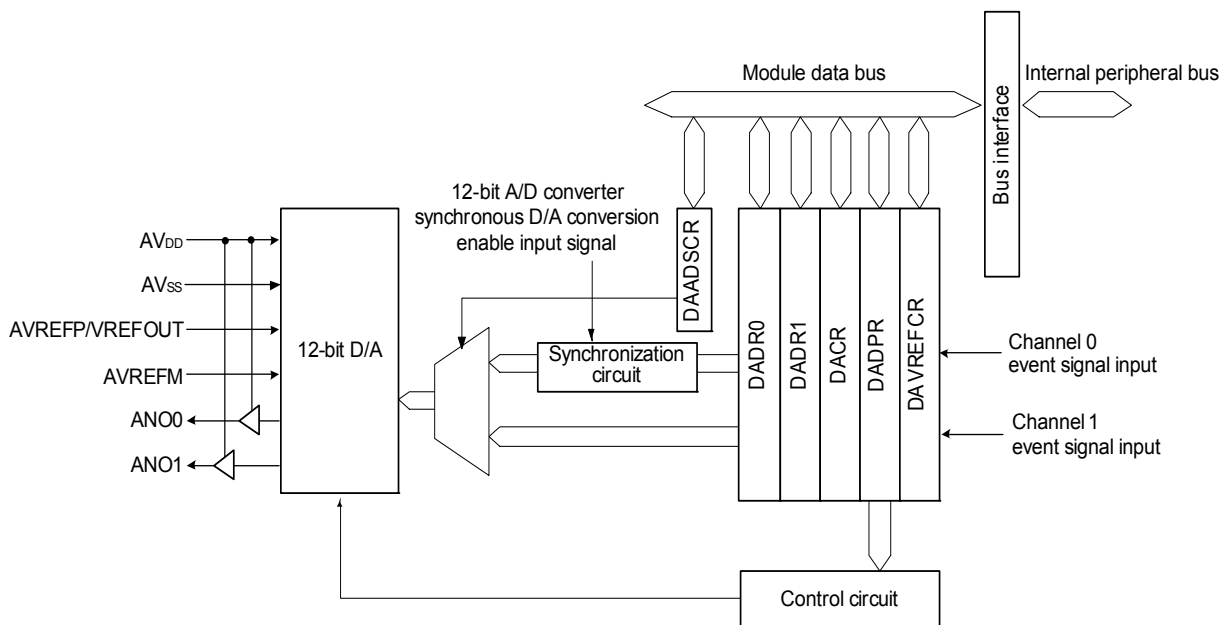 Module data bus
Internal peripheral bus
Bus interface
12-bit A/D converter
synchronous D/A conversion
enable input signal
DAADSCR
AVDD
AVSS
AVREFP/VREFOUT
AVREFM
ANO0
ANO1
12-bit D/A
Synchronization
circuit
DADR0
DADR1
DACR
DADPR
DAVREFCR
Channel 0
event signal input
Channel 1
event signal input
Control circuit